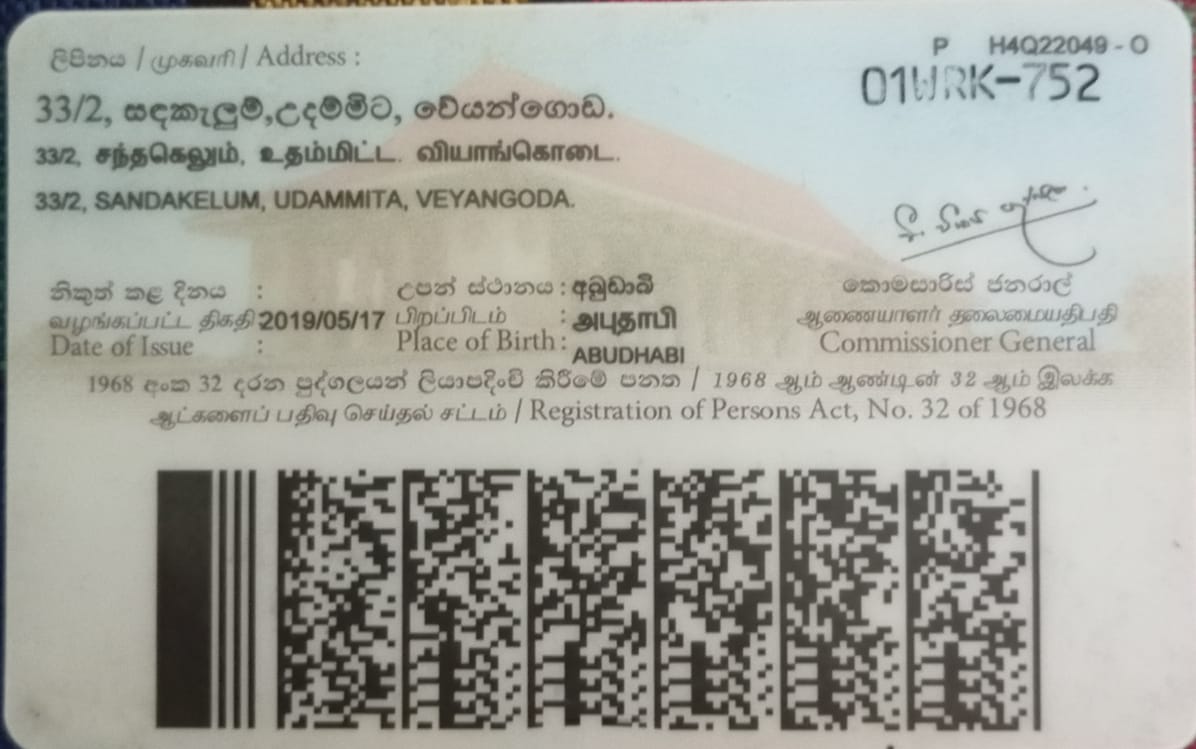 ලිපිනය / முகவரி / Address :
P H4Q22049 - O
01WRK-752
33/2, සඳකැලුම්,උදම්මිට, වේයන්ගොඩ.
33/2, சந்தகெலும், உதம்மிட்ட. வியாங்கொடை.
33/2, SANDAKELUM, UDAMMITA, VEYANGODA.
නිකුත් කළ දිනය : උපන් ස්ථානය : අබුඩාබි කොමසාරිස් ජනරාල්
வழங்கப்பட்ட திகதி 2019/05/17 பிறப்பிடம் : அபுதாபி ஆணையாளர் தலைமையதிபதி
Date of Issue : Place of Birth : ABUDHABI Commissioner General
1968 අංක 32 දරන පුද්ගලයන් ලියාපදිංචි කිරීමේ පනත / 1968 ஆம் ஆண்டின் 32 ஆம் இலக்க
ஆட்களைப் பதிவு செய்தல் சட்டம் / Registration of Persons Act, No. 32 of 1968